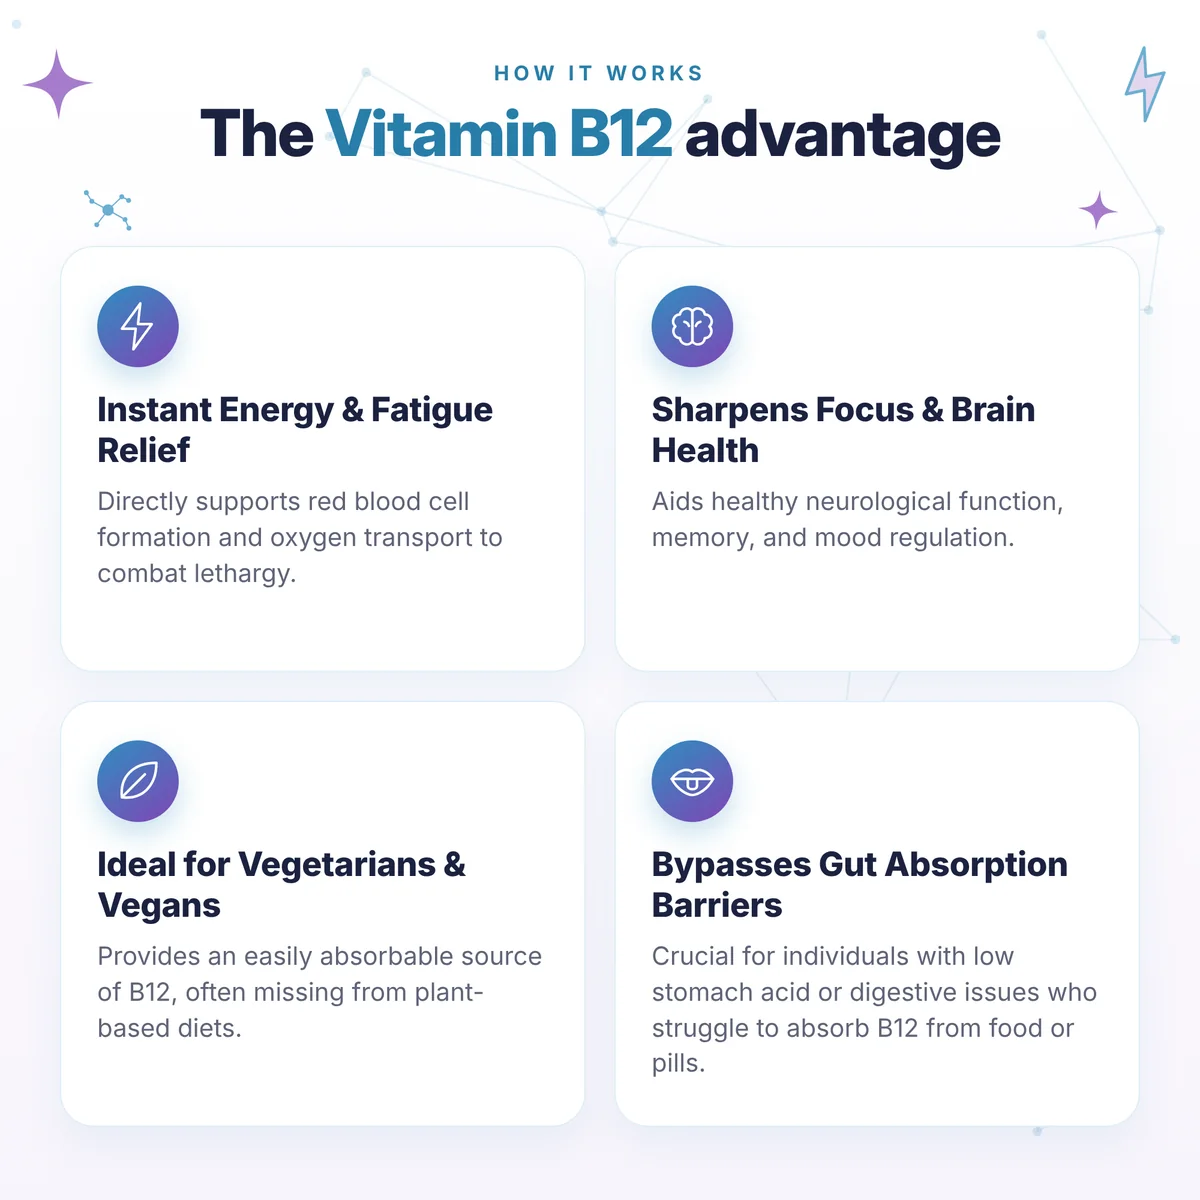 HOW IT WORKS
The Vitamin B12 advantage
Instant Energy & Fatigue
Relief
Directly supports red blood cell
formation and oxygen transport to
combat lethargy.
Sharpens Focus & Brain
Health
Aids healthy neurological function,
memory, and mood regulation.
Ideal for Vegetarians &
Vegans
Provides an easily absorbable source
of B12, often missing from plant-
based diets.
Bypasses Gut Absorption
Barriers
Crucial for individuals with low
stomach acid or digestive issues who
struggle to absorb B12 from food or
pills.